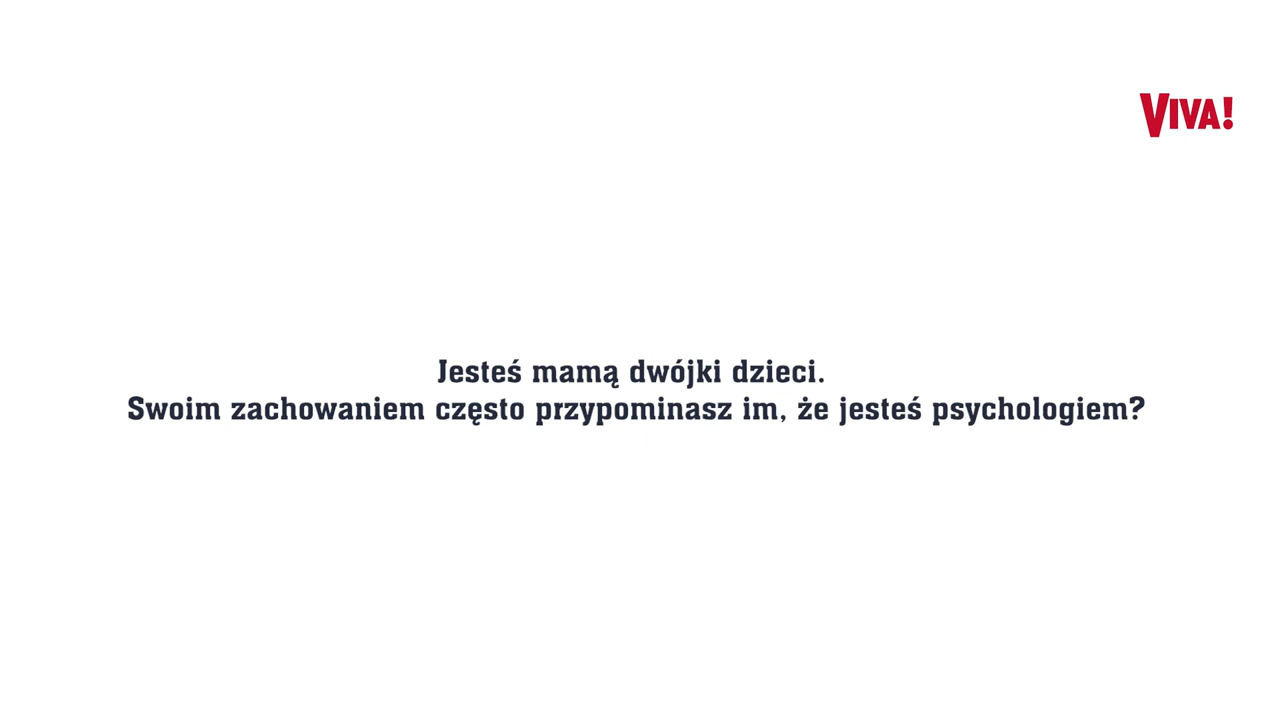 VIVA!
Jesteś mamą dwójki dzieci.
Swoim zachowaniem często przypominasz im, że jesteś psychologiem?